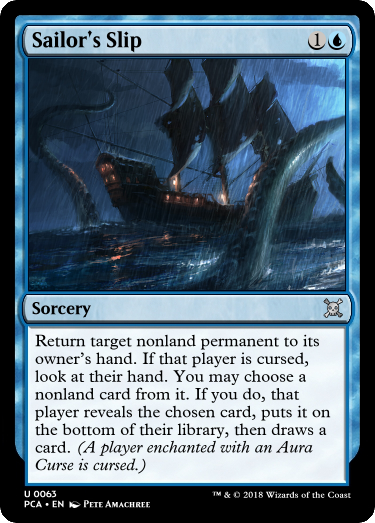 Sailor's Slip
1
Sorcery
Return target nonland permanent to its
owner's hand. If that player is cursed,
look at their hand. You may choose a
nonland card from it. If you do, that
player reveals the chosen card, puts it on
the bottom of their library, then draws a
card. (A player enchanted with an Aura
Curse is cursed.)
U 0063
PCA • EN Pete Amachree
™ & © 2018 Wizards of the Coast